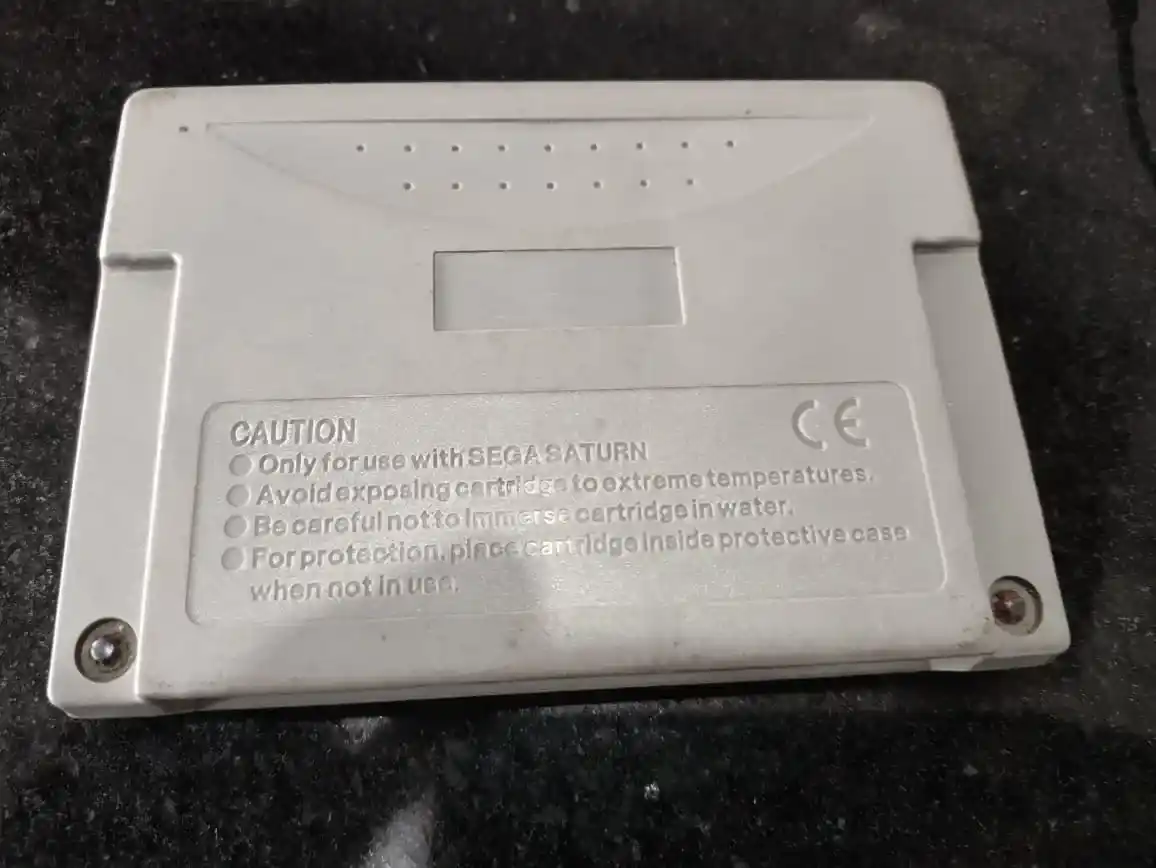 CAUTION
CE
● Only for use with SEGA SATURN
● Avoid exposing cartridge to extreme temperatures.
● Be careful not to immerse cartridge in water.
● For protection, place cartridge inside protective case
when not in use.